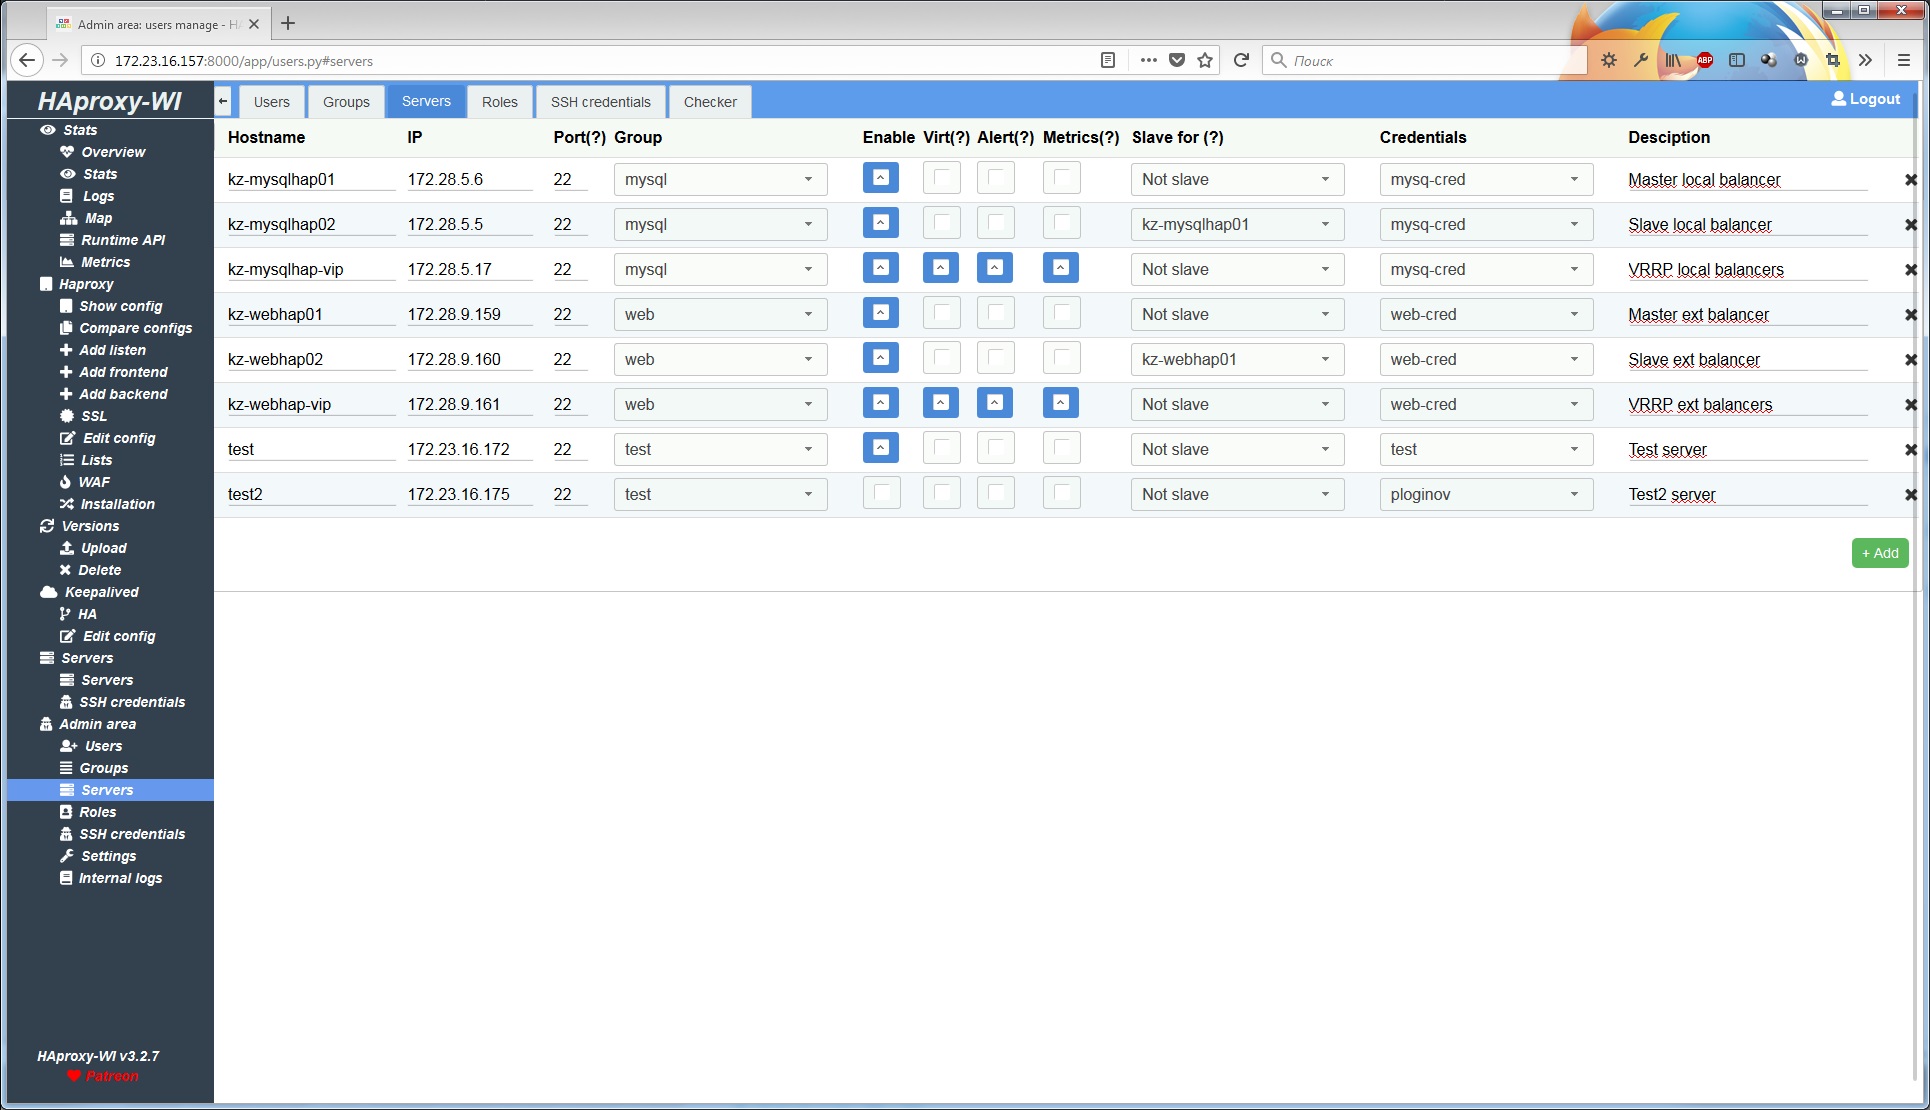 Admin area: users manage - HA
172.23.16.157:8000/app/users.py#servers
Поиск
ABP
HAproxy-WI
Users Groups Servers Roles SSH credentials Checker
Logout
Stats
Overview
Stats
Logs
Map
Runtime API
Metrics
Haproxy
Show config
Compare configs
Add listen
Add frontend
Add backend
SSL
Edit config
Lists
WAF
Installation
Versions
Upload
Delete
Keepalived
HA
Edit config
Servers
Servers
SSH credentials
Admin area
Users
Groups
Servers
Roles
SSH credentials
Settings
Internal logs
HAproxy-WI v3.2.7
Patreon
Hostname IP Port(?) Group Enable Virt(?) Alert(?) Metrics(?) Slave for (?) Credentials Desciption
kz-mysqlhap01 172.28.5.6 22 mysql Not slave mysq-cred Master local balancer
kz-mysqlhap02 172.28.5.5 22 mysql kz-mysqlhap01 mysq-cred Slave local balancer
kz-mysqlhap-vip 172.28.5.17 22 mysql Not slave mysq-cred VRRP local balancers
kz-webhap01 172.28.9.159 22 web Not slave web-cred Master ext balancer
kz-webhap02 172.28.9.160 22 web kz-webhap01 web-cred Slave ext balancer
kz-webhap-vip 172.28.9.161 22 web Not slave web-cred VRRP ext balancers
test 172.23.16.172 22 test Not slave test Test server
test2 172.23.16.175 22 test Not slave ploginov Test2 server
+ Add